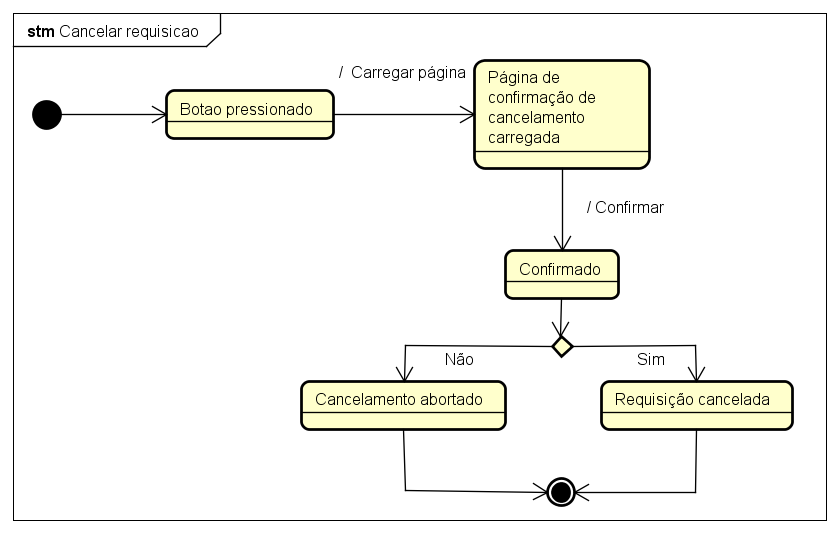 stm Cancelar requisicao
/ Carregar página
Botao pressionado
Página de
confirmação de
cancelamento
carregada
/ Confirmar
Confirmado
Não
Sim
Cancelamento abortado
Requisição cancelada